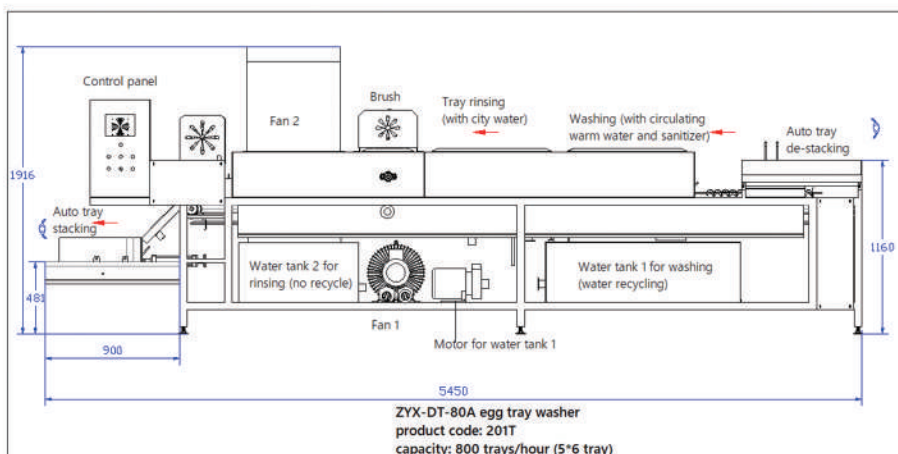 Control panel
Fan 2
Brush
Tray rinsing
(with city water)
Washing (with circulating
warm water and sanitizer)
Auto tray
de-stacking
1916
Auto tray
stacking
1160
481
Water tank 2 for
rinsing (no recycle)
Water tank 1 for washing
(water recycling)
Fan 1
Motor for water tank 1
900
5450
ZYX-DT-80A egg tray washer
product code: 201T
capacity: 800 trays/hour (5*6 tray)